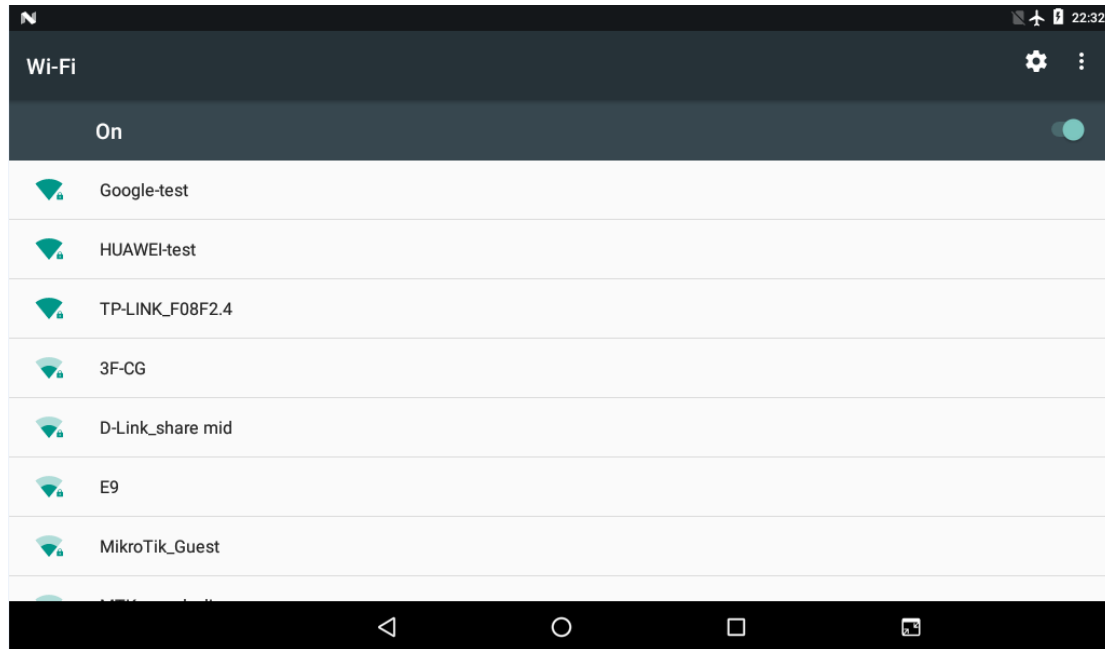 22:32
Wi-Fi
On
Google-test
HUAWEI-test
TP-LINK_F08F2.4
3F-CG
D-Link_share mid
E9
MikroTik_Guest